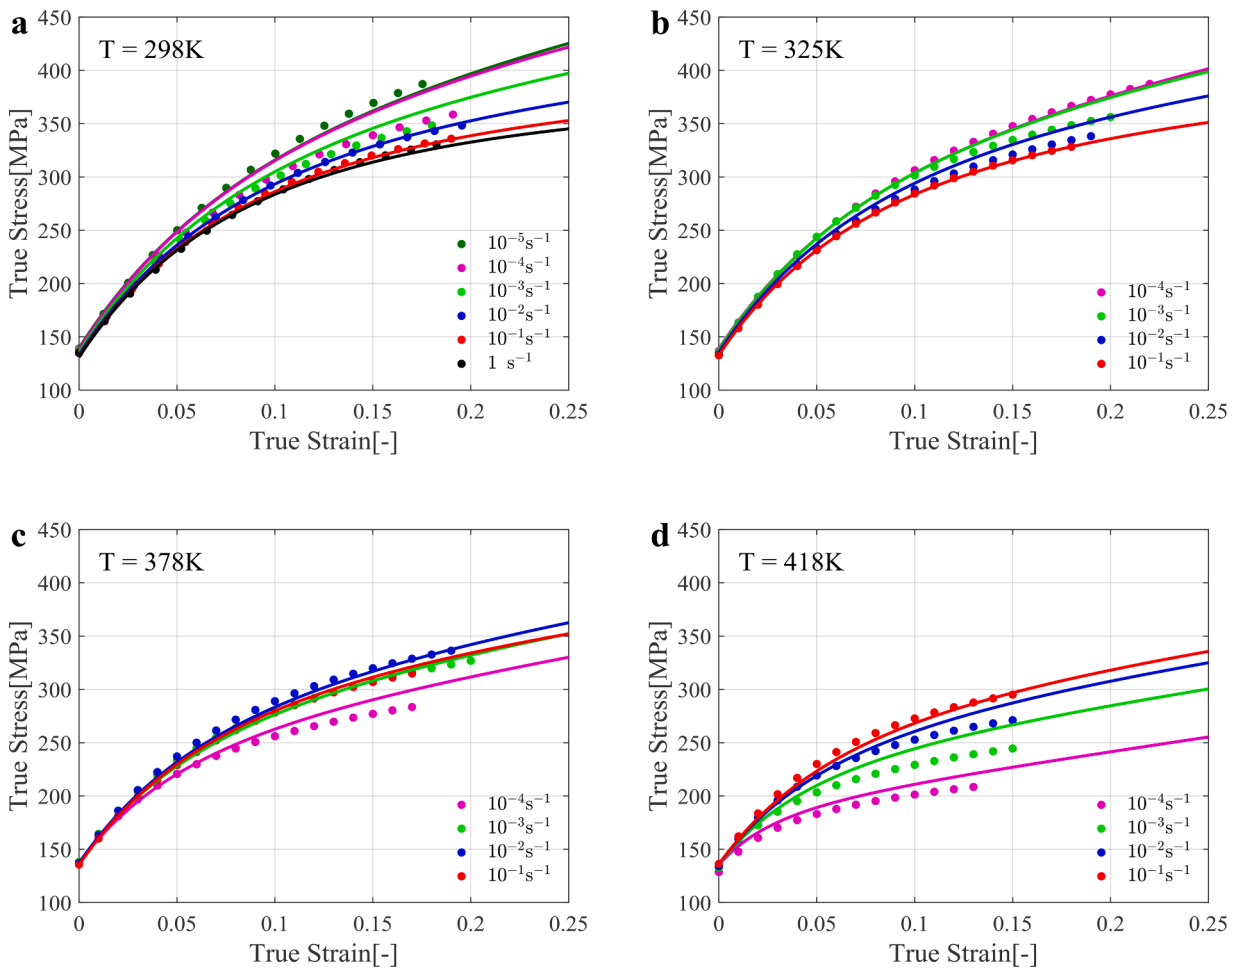 a
T = 298K
450
400
350
300
250
200
150
100
True Stress[MPa]
0 0.05 0.1 0.15 0.2 0.25
True Strain[-]
10⁻⁵s⁻¹
10⁻⁴s⁻¹
10⁻³s⁻¹
10⁻²s⁻¹
10⁻¹s⁻¹
1 s⁻¹
b
T = 325K
450
400
350
300
250
200
150
100
True Stress[MPa]
0 0.05 0.1 0.15 0.2 0.25
True Strain[-]
10⁻⁴s⁻¹
10⁻³s⁻¹
10⁻²s⁻¹
10⁻¹s⁻¹
c
T = 378K
450
400
350
300
250
200
150
100
True Stress[MPa]
0 0.05 0.1 0.15 0.2 0.25
True Strain[-]
10⁻⁴s⁻¹
10⁻³s⁻¹
10⁻²s⁻¹
10⁻¹s⁻¹
d
T = 418K
450
400
350
300
250
200
150
100
True Stress[MPa]
0 0.05 0.1 0.15 0.2 0.25
True Strain[-]
10⁻⁴s⁻¹
10⁻³s⁻¹
10⁻²s⁻¹
10⁻¹s⁻¹